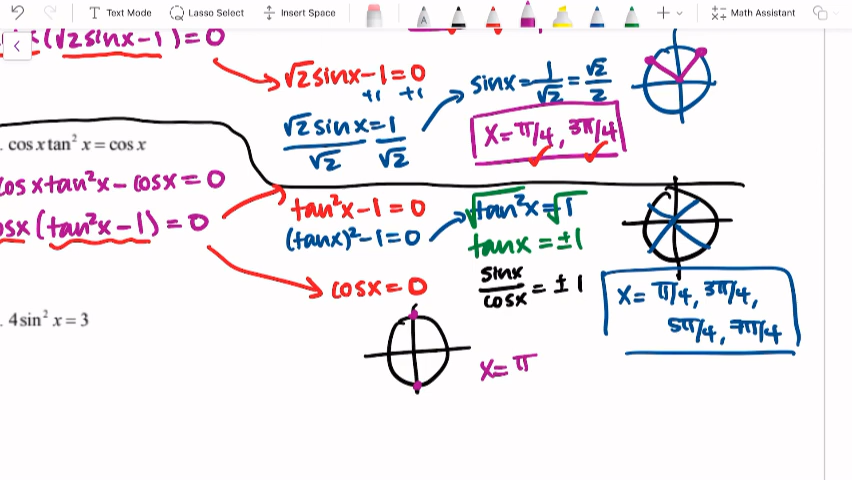 Text Mode Lasso Select Insert Space Math Assistant
(√2sinx-1)=0
√2sinx-1=0
+1 +1
√2sinx=1
√2 √2
sinx=1/√2=√2/2
x=π/4, 3π/4
. cos x tan² x = cos x
cosxtan²x-cosx=0
cosx(tan²x-1)=0
tan²x-1=0
(tanx)²-1=0
√tan²x=√1
tanx=±1
sinx/cosx=±1
x=π/4, 3π/4,
5π/4, 7π/4
cosx=0
x=π
. 4sin² x = 3